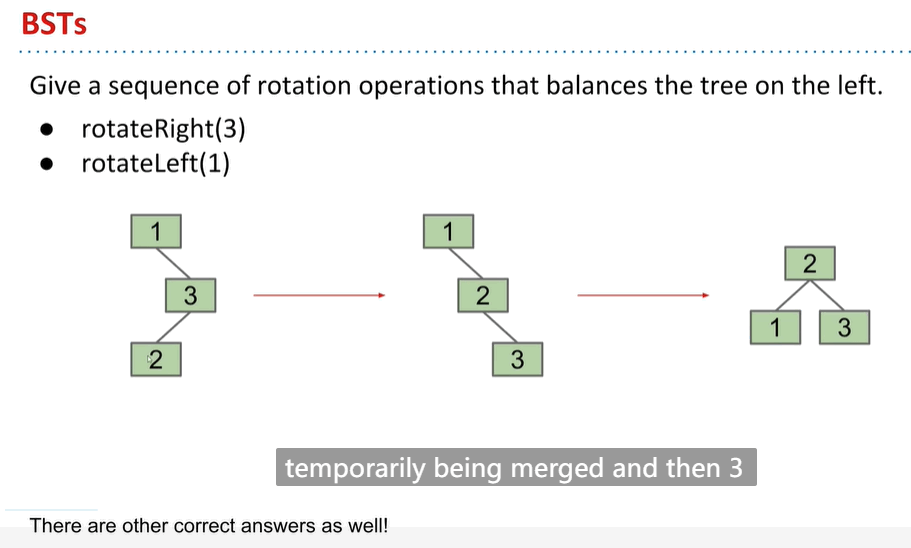 BSTs
Give a sequence of rotation operations that balances the tree on the left.
● rotateRight(3)
● rotateLeft(1)
1 1
2
3 2
1 3
2 3
temporarily being merged and then 3
There are other correct answers as well!